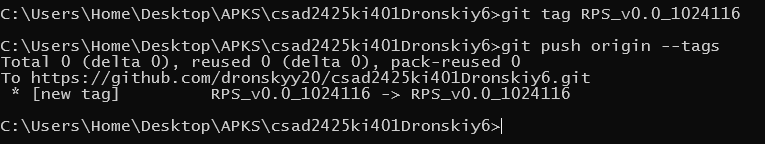 C:\Users\Home\Desktop\APKS\csad2425ki401Dronskiy6>git tag RPS_v0.0_1024116
C:\Users\Home\Desktop\APKS\csad2425ki401Dronskiy6>git push origin --tags
Total 0 (delta 0), reused 0 (delta 0), pack-reused 0
To https://github.com/dronskyy20/csad2425ki401Dronskiy6.git
 * [new tag]         RPS_v0.0_1024116 -> RPS_v0.0_1024116
C:\Users\Home\Desktop\APKS\csad2425ki401Dronskiy6>